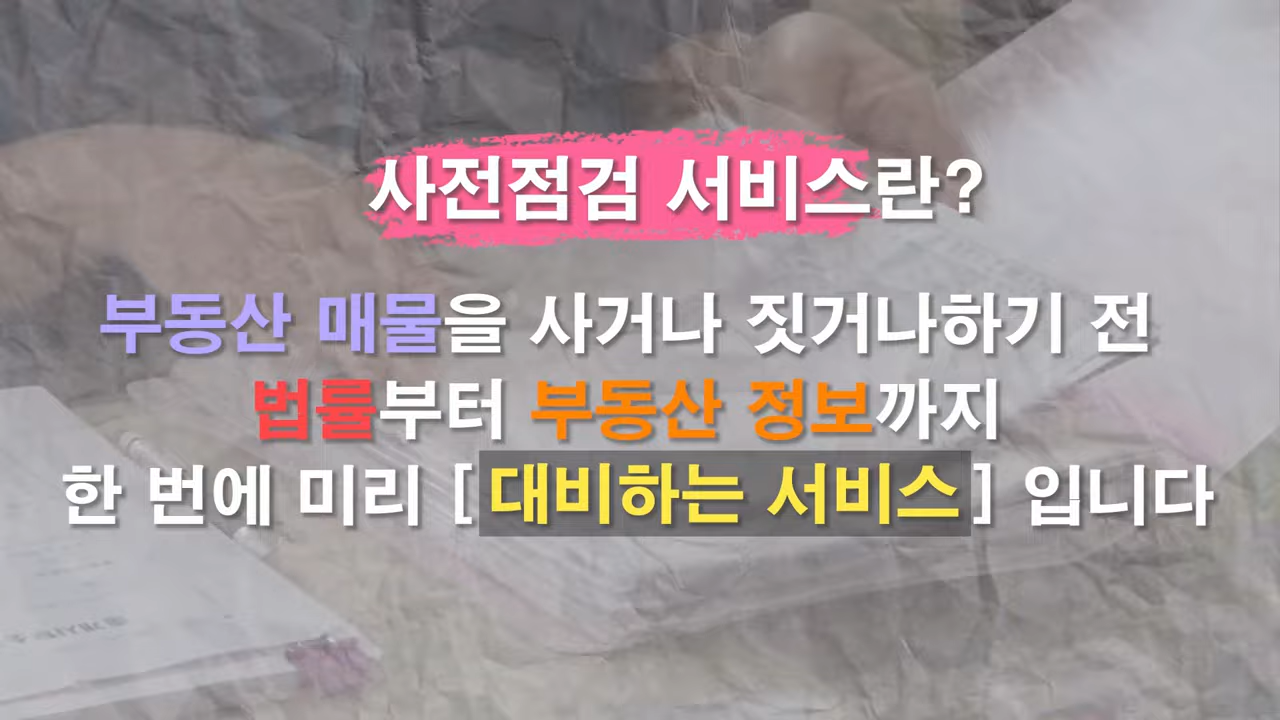 사전점검 서비스란?
부동산 매물을 사거나 짓거나하기 전
법률부터 부동산 정보까지
한 번에 미리 [대비하는 서비스] 입니다